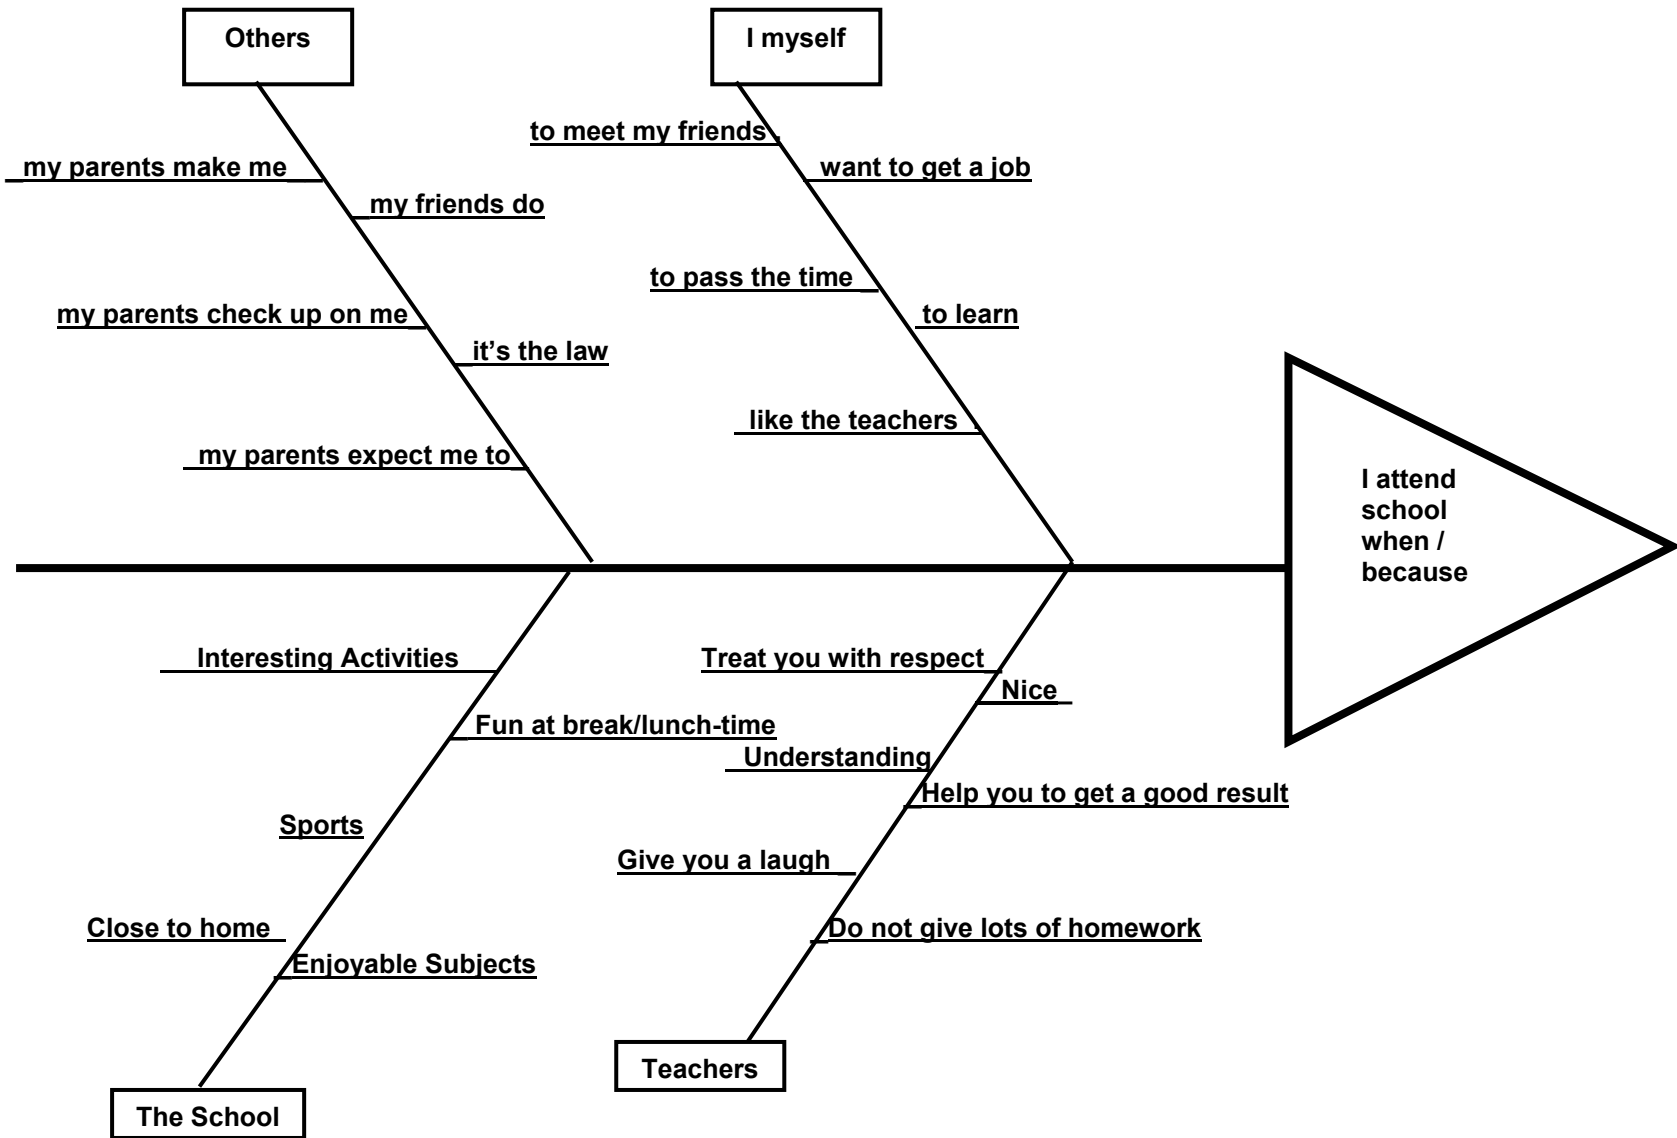 Others
I myself
to meet my friends
my parents make me
want to get a job
my friends do
to pass the time
my parents check up on me
to learn
it’s the law
like the teachers
my parents expect me to
I attend
school
when /
because
Interesting Activities
Treat you with respect
Nice
Fun at break/lunch-time
Understanding
Help you to get a good result
Sports
Give you a laugh
Close to home
Do not give lots of homework
Enjoyable Subjects
Teachers
The School